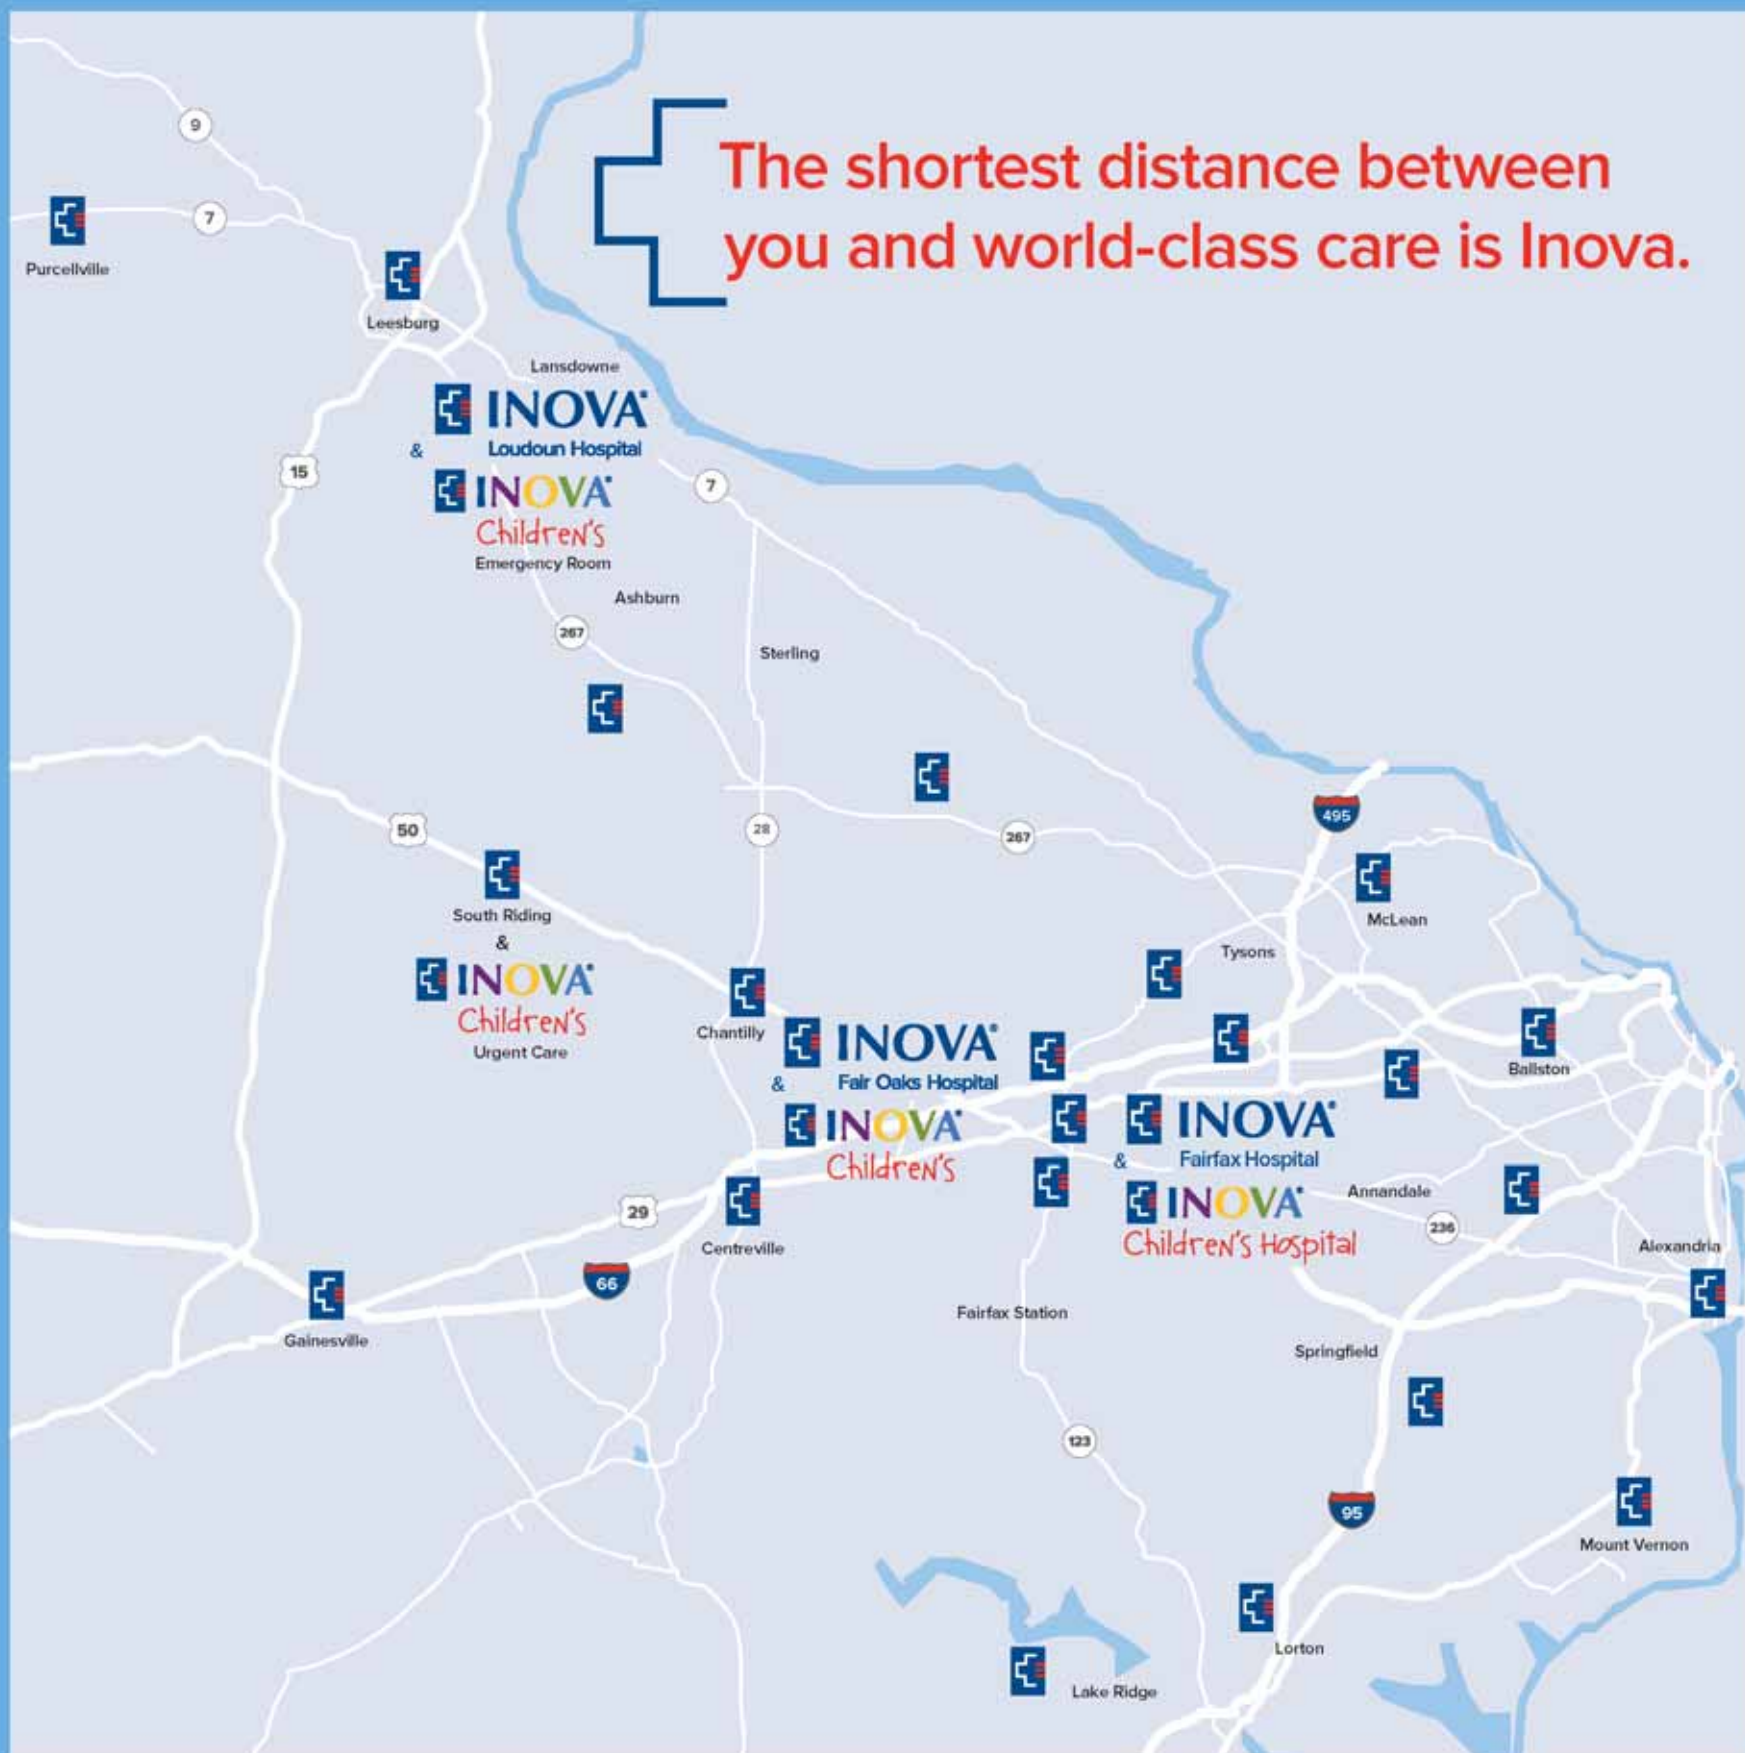 The shortest distance between
you and world-class care is Inova.
9
7
Purcellville
Leesburg
Lansdowne
INOVA®
& Loudoun Hospital
15
7
INOVA®
Children's
Emergency Room
Ashburn
267
Sterling
495
50
28
267
South Riding
&
INOVA®
Children's
Urgent Care
McLean
Tysons
Chantilly
INOVA®
& Fair Oaks Hospital
INOVA®
Children's
Ballston
INOVA®
& Fairfax Hospital
INOVA®
Children's Hospital
Annandale
236
29
Centreville
Alexandria
66
Gainesville
Fairfax Station
Springfield
123
95
Mount Vernon
Lorton
Lake Ridge